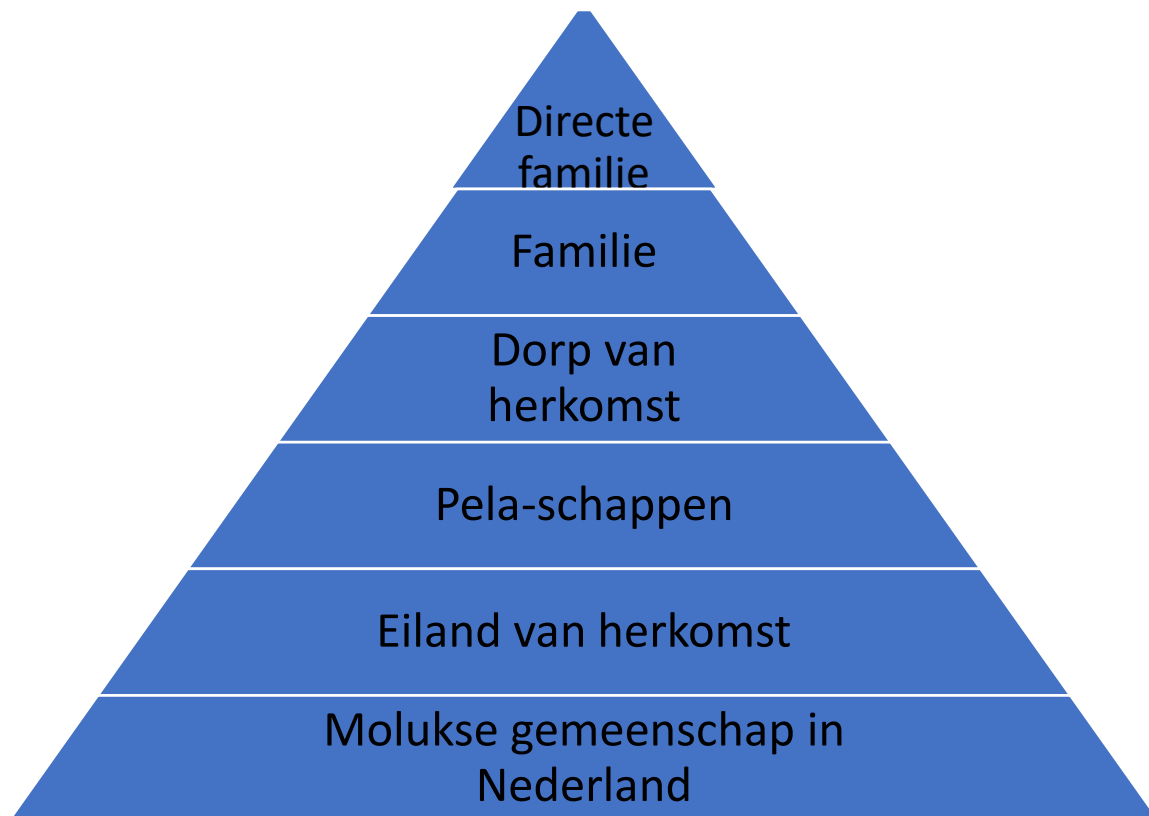 Directe
familie
Familie
Dorp van
herkomst
Pela-schappen
Eiland van herkomst
Molukse gemeenschap in
Nederland